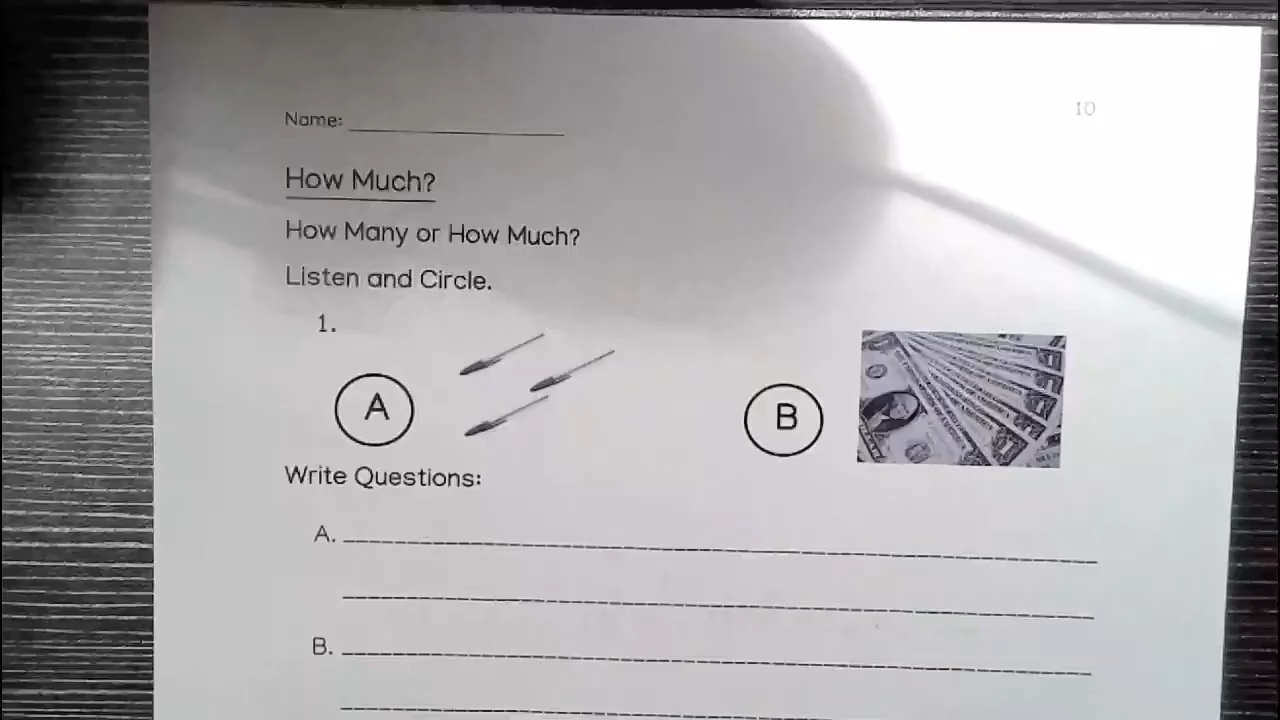 10
Name:
How Much?
How Many or How Much?
Listen and Circle.
1.
A
B
Write Questions:
A.
B.